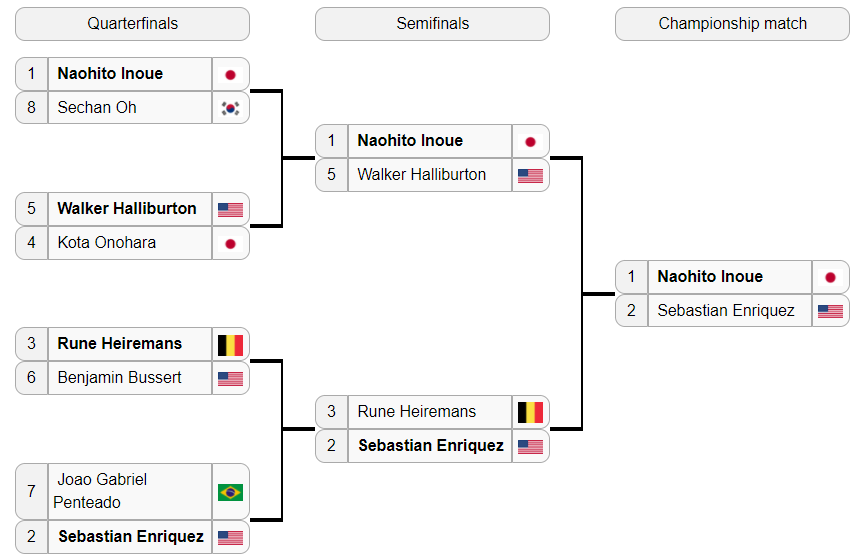 Quarterfinals
Semifinals
Championship match
1 Naohito Inoue
8 Sechan Oh
5 Walker Halliburton
4 Kota Onohara
3 Rune Heiremans
6 Benjamin Bussert
7 Joao Gabriel
Penteado
2 Sebastian Enriquez
1 Naohito Inoue
5 Walker Halliburton
3 Rune Heiremans
2 Sebastian Enriquez
1 Naohito Inoue
2 Sebastian Enriquez